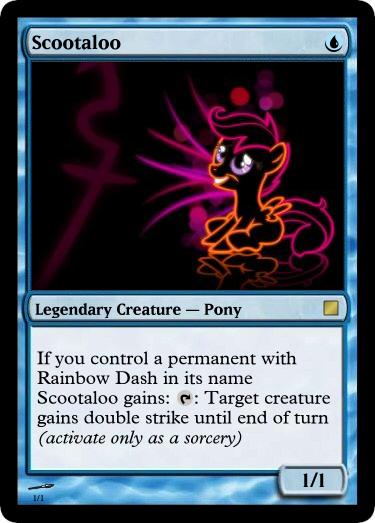 Scootaloo
Legendary Creature — Pony
If you control a permanent with
Rainbow Dash in its name
Scootaloo gains: : Target creature
gains double strike until end of turn
(activate only as a sorcery)
1/1
1/1